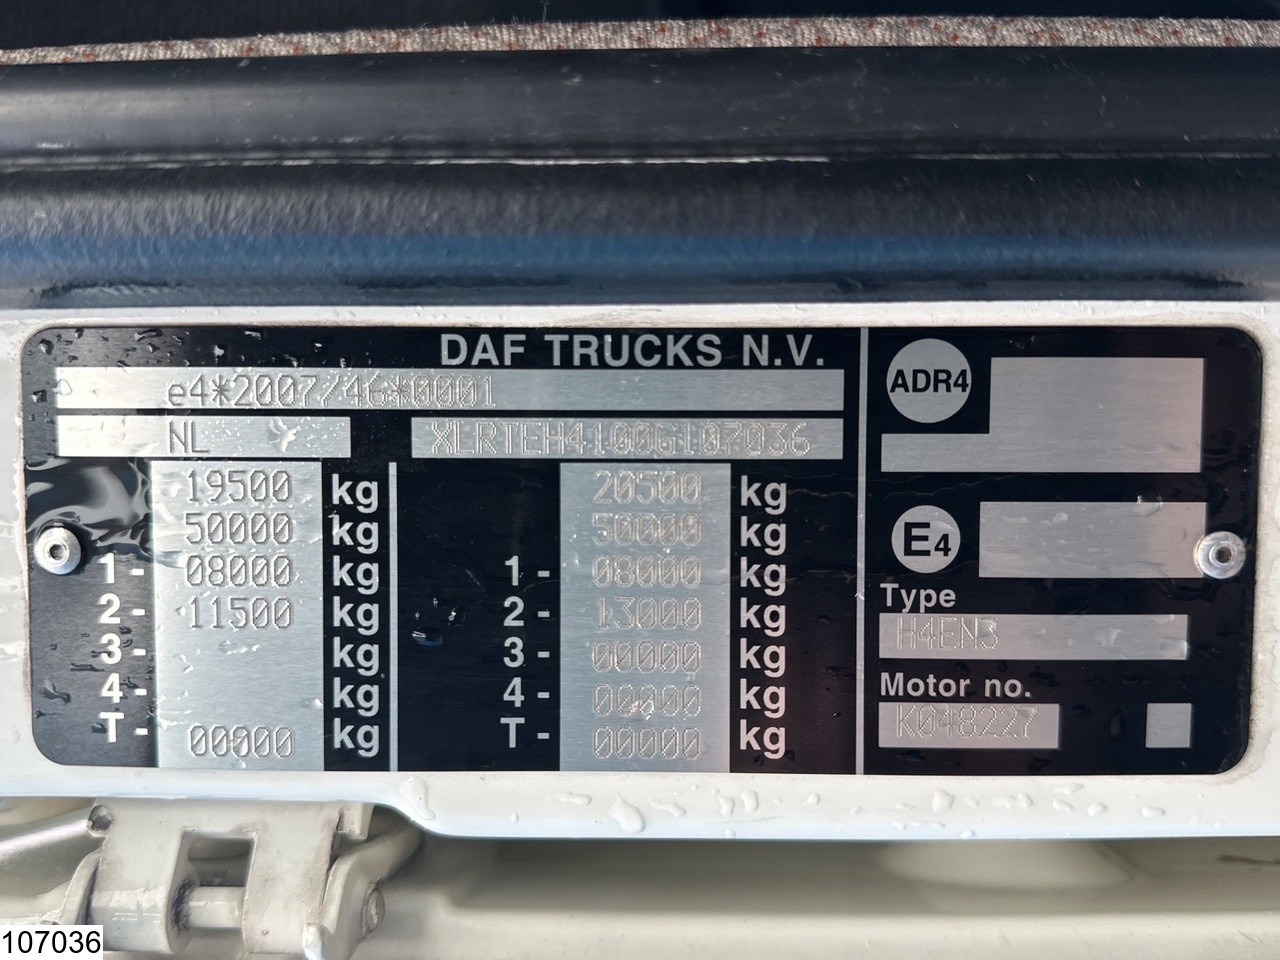 DAF TRUCKS N.V.
e4*2007/46*0001
NL XLRTEH4100G107036
19500 kg 20500 kg
50000 kg 50000 kg
1- 08000 kg 1- 08000 kg
2- 11500 kg 2- 13000 kg
3- kg 3- 00000 kg
4- kg 4- 00000 kg
T- 00000 kg T- 00000 kg
ADR4
E4
Type
H4EN3
Motor no.
K048227
107036